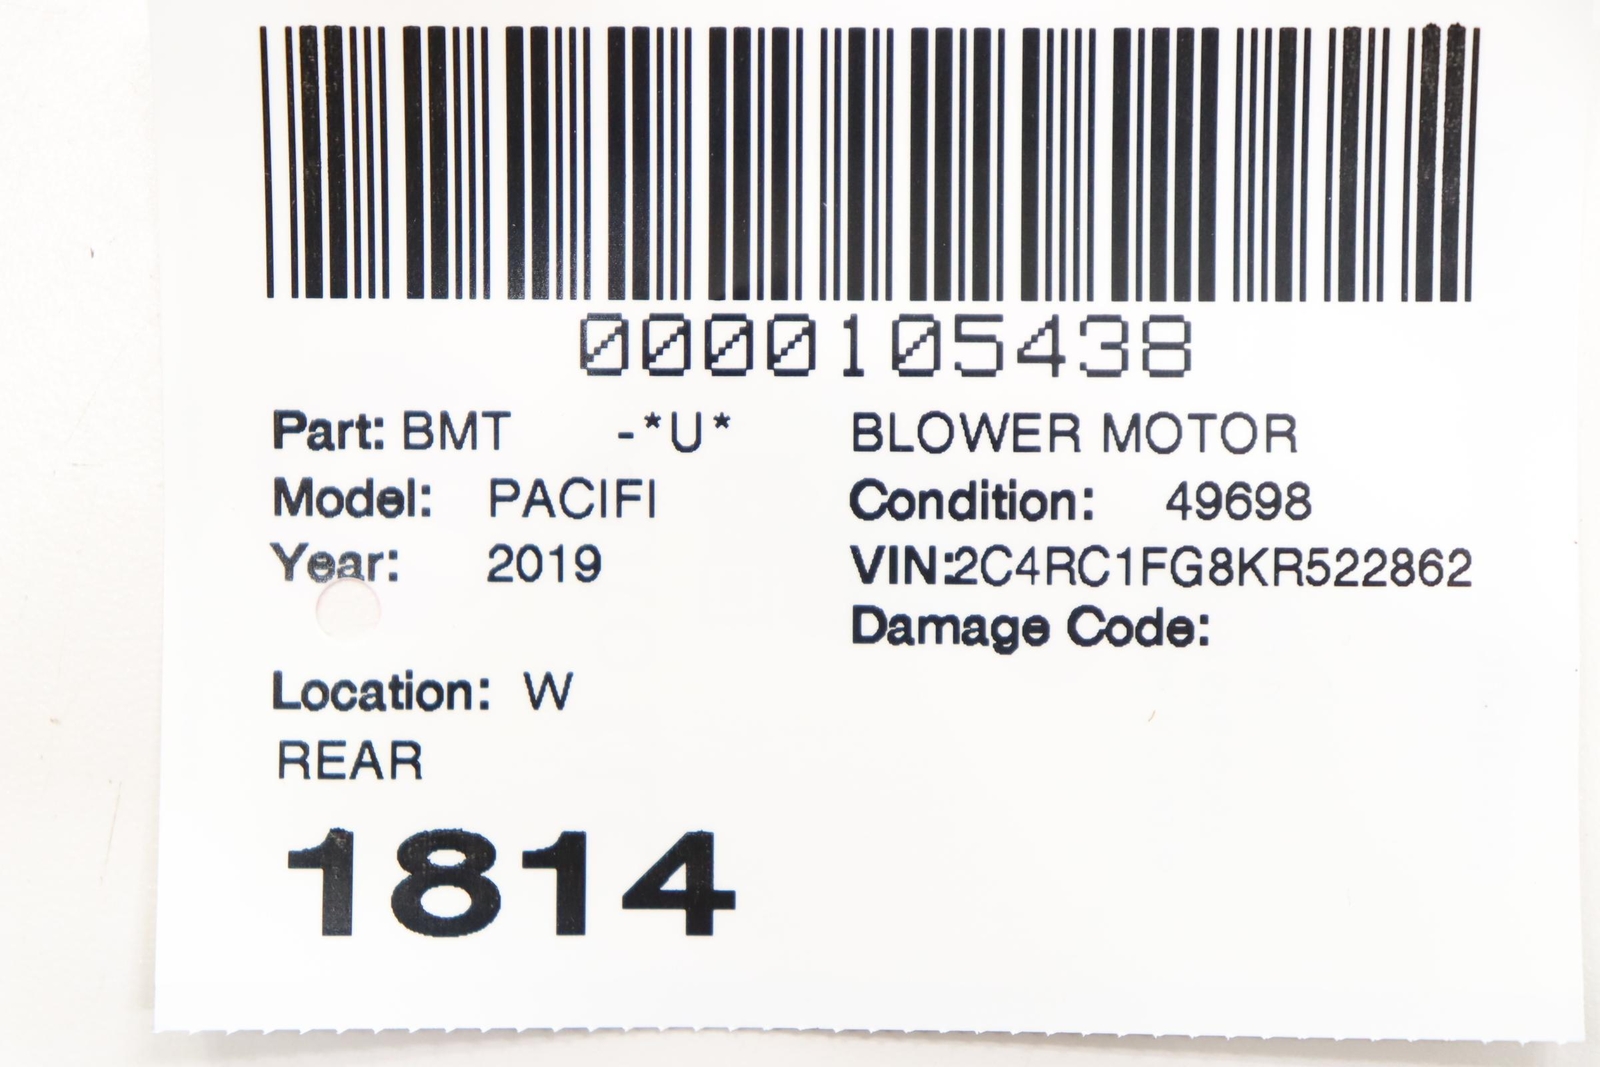 0000105438
Part: BMT -*U* BLOWER MOTOR
Model: PACIFI Condition: 49698
Year: 2019 VIN:2C4RC1FG8KR522862
Damage Code:
Location: W
REAR
1814